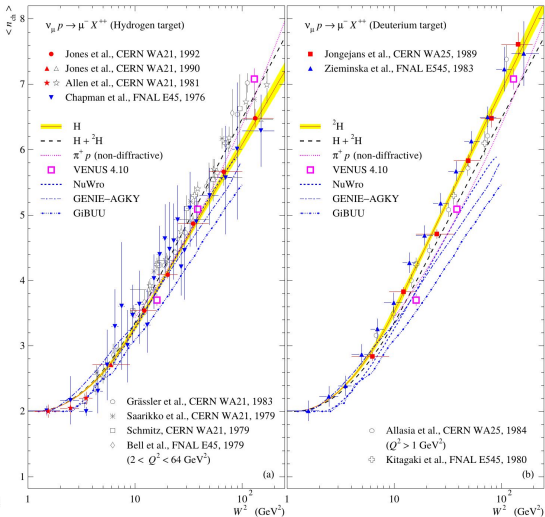 < n_ch >
ν_μ p → μ⁻ X⁺⁺ (Hydrogen target)
Jones et al., CERN WA21, 1992
Jones et al., CERN WA21, 1990
Allen et al., CERN WA21, 1981
Chapman et al., FNAL E45, 1976
H
H + ²H
π⁺ p (non-diffractive)
VENUS 4.10
NuWro
GENIE−AGKY
GiBUU
Grässler et al., CERN WA21, 1983
Saarikko et al., CERN WA21, 1979
Schmitz, CERN WA21, 1979
Bell et al., FNAL E45, 1979
(2 < Q² < 64 GeV²)
(a)
8
7
6
5
4
3
2
1
1 10 10²
W² (GeV²)
ν_μ p → μ⁻ X⁺⁺ (Deuterium target)
Jongejans et al., CERN WA25, 1989
Zieminska et al., FNAL E545, 1983
²H
H + ²H
π⁺ p (non-diffractive)
VENUS 4.10
NuWro
GENIE−AGKY
GiBUU
Allasia et al., CERN WA25, 1984
(Q² > 1 GeV²)
Kitagaki et al., FNAL E545, 1980
(b)
1 10 10²
W² (GeV²)